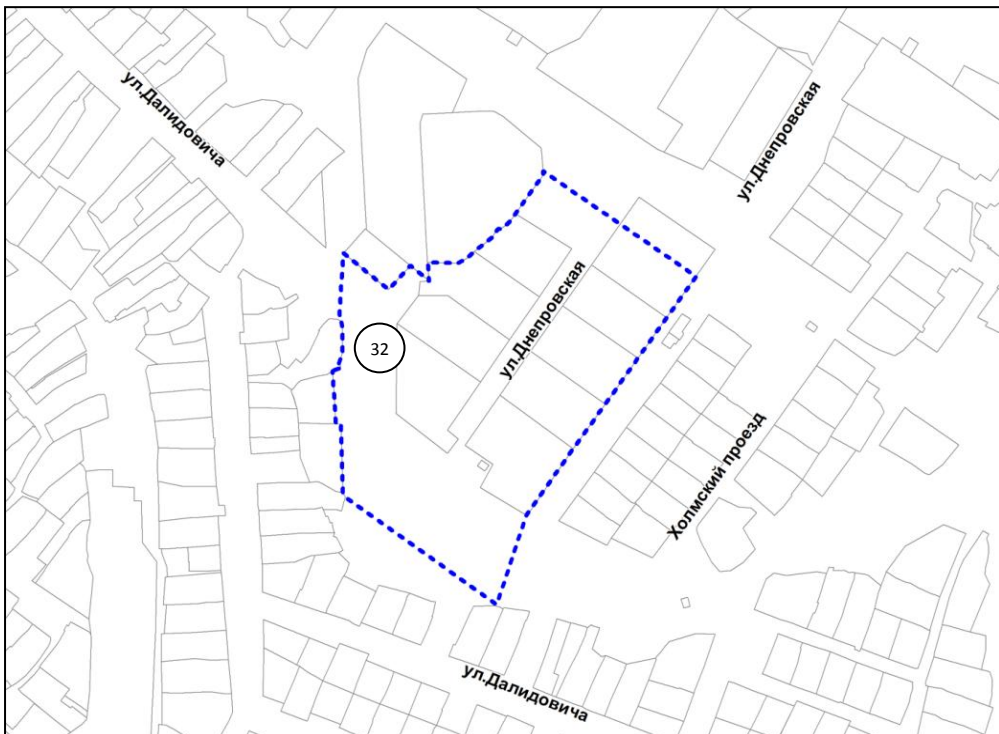 ул.Далидовича
ул.Днепровская
ул.Днепровская
32
Холмский проезд
ул.Далидовича